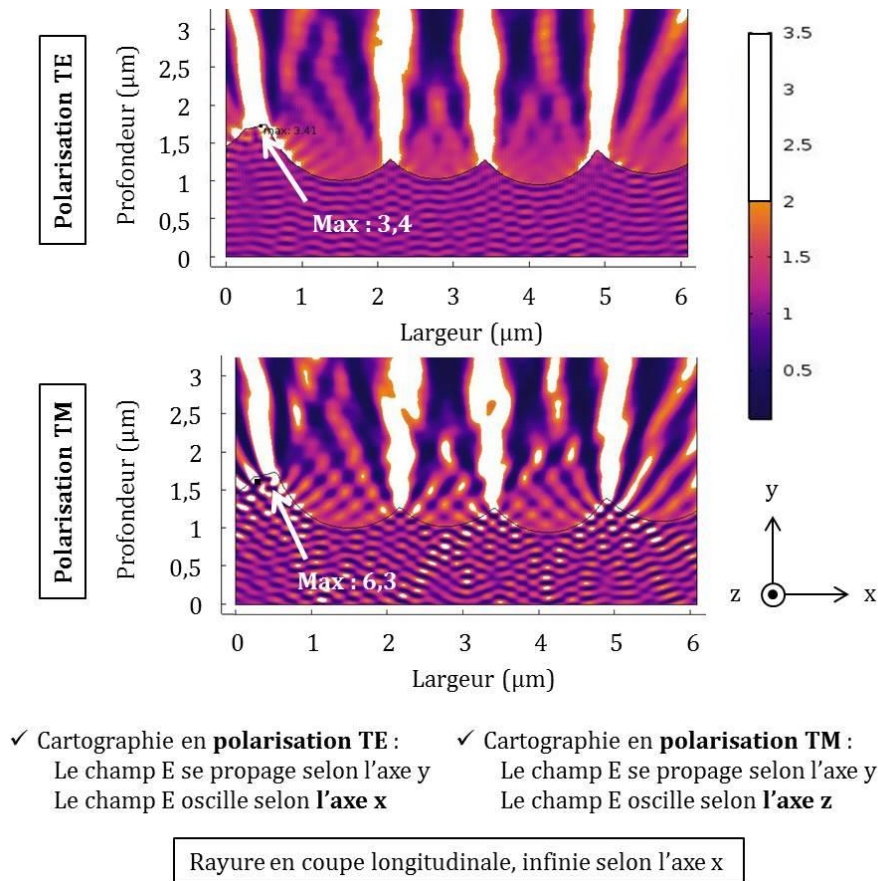 Polarisation TE
Profondeur (µm)
3
2,5
2
1,5
1
0,5
0
max: 3.41
Max : 3,4
0 1 2 3 4 5 6
Largeur (µm)
3.5
3
2.5
2
1.5
1
0.5
Polarisation TM
Profondeur (µm)
3
2,5
2
1,5
1
0,5
0
Max : 6,3
0 1 2 3 4 5 6
Largeur (µm)
y
z
x
✓ Cartographie en polarisation TE :
Le champ E se propage selon l'axe y
Le champ E oscille selon l'axe x
✓ Cartographie en polarisation TM :
Le champ E se propage selon l'axe y
Le champ E oscille selon l'axe z
Rayure en coupe longitudinale, infinie selon l'axe x